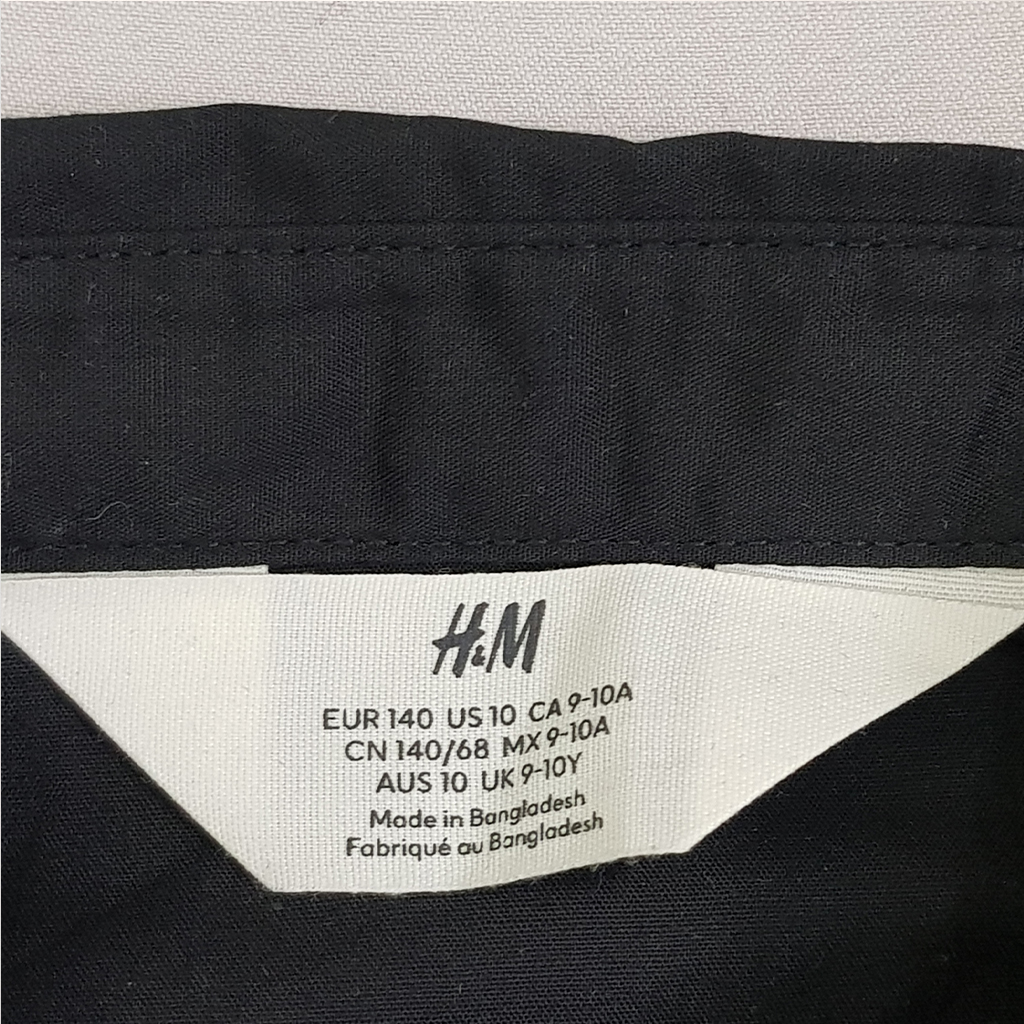 H&M
EUR 140 US 10 CA 9-10A
CN 140/68 MX 9-10A
AUS 10 UK 9-10Y
Made in Bangladesh
Fabriqué au Bangladesh